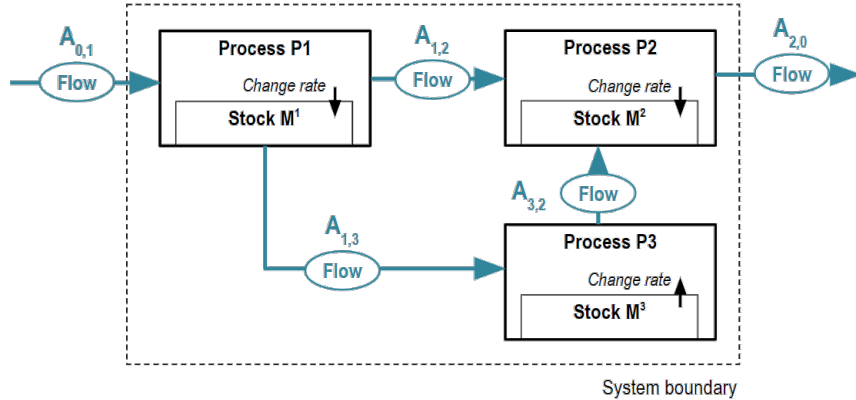 A0,1
Flow
Process P1
Change rate
Stock M¹
A1,2
Flow
Process P2
Change rate
Stock M²
A2,0
Flow
A1,3
Flow
A3,2
Flow
Process P3
Change rate
Stock M³
System boundary